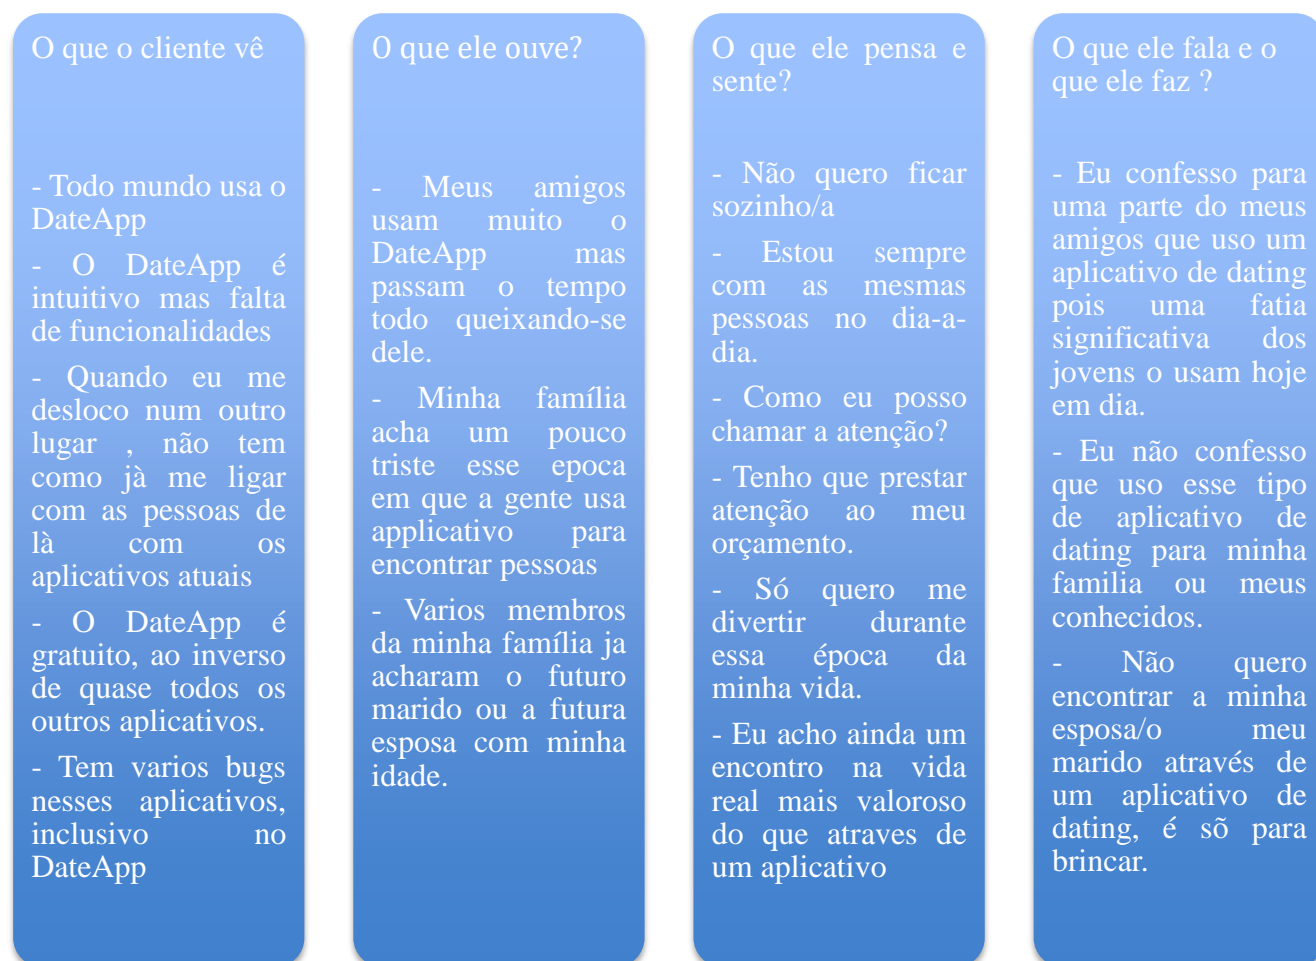 O que o cliente vê
- Todo mundo usa o
DateApp
- O DateApp é
intuitivo mas falta
de funcionalidades
- Quando eu me
desloco num outro
lugar , não tem
como jà me ligar
com as pessoas de
là com os
aplicativos atuais
- O DateApp é
gratuito, ao inverso
de quase todos os
outros aplicativos.
- Tem varios bugs
nesses aplicativos,
inclusivo no
DateApp
O que ele ouve?
- Meus amigos
usam muito o
DateApp mas
passam o tempo
todo queixando-se
dele.
- Minha família
acha um pouco
triste esse epoca
em que a gente usa
applicativo para
encontrar pessoas
- Varios membros
da minha família ja
acharam o futuro
marido ou a futura
esposa com minha
idade.
O que ele pensa e
sente?
- Não quero ficar
sozinho/a
- Estou sempre
com as mesmas
pessoas no dia-a-
dia.
- Como eu posso
chamar a atenção?
- Tenho que prestar
atenção ao meu
orçamento.
- Só quero me
divertir durante
essa época da
minha vida.
- Eu acho ainda um
encontro na vida
real mais valoroso
do que atraves de
um aplicativo
O que ele fala e o
que ele faz ?
- Eu confesso para
uma parte do meus
amigos que uso um
aplicativo de dating
pois uma fatia
significativa dos
jovens o usam hoje
em dia.
- Eu não confesso
que uso esse tipo
de aplicativo de
dating para minha
familia ou meus
conhecidos.
- Não quero
encontrar a minha
esposa/o meu
marido através de
um aplicativo de
dating, é sõ para
brincar.